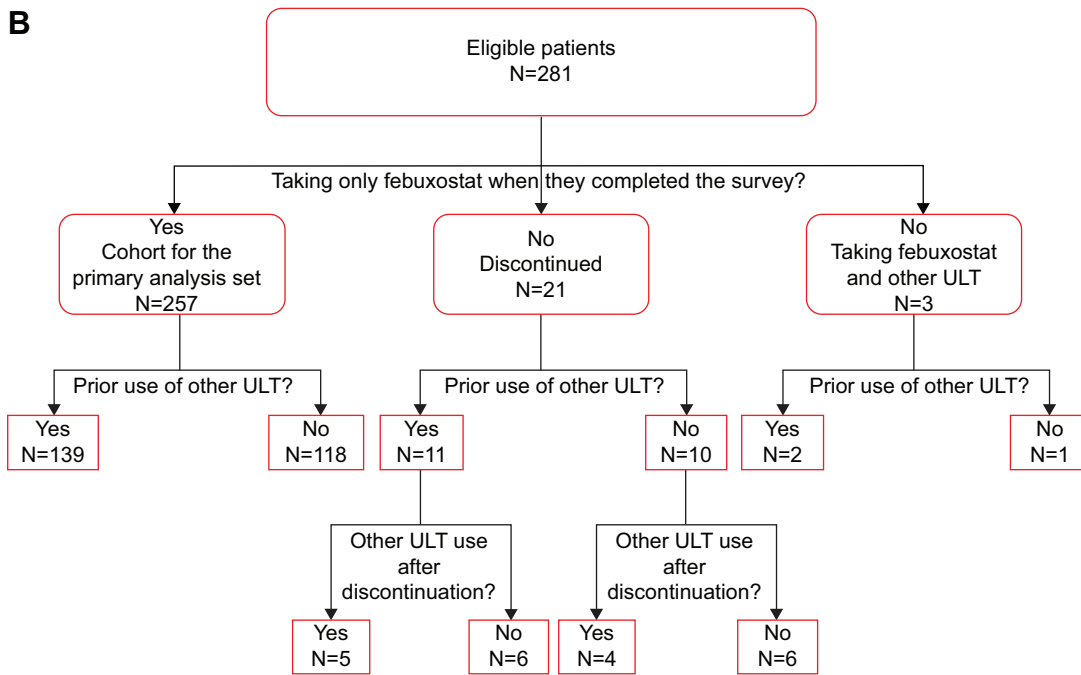 B
Eligible patients
N=281
Taking only febuxostat when they completed the survey?
Yes
Cohort for the
primary analysis set
N=257
No
Discontinued
N=21
No
Taking febuxostat
and other ULT
N=3
Prior use of other ULT?
Yes
N=139
No
N=118
Prior use of other ULT?
Yes
N=11
No
N=10
Prior use of other ULT?
Yes
N=2
No
N=1
Other ULT use
after
discontinuation?
Yes
N=5
No
N=6
Other ULT use
after
discontinuation?
Yes
N=4
No
N=6